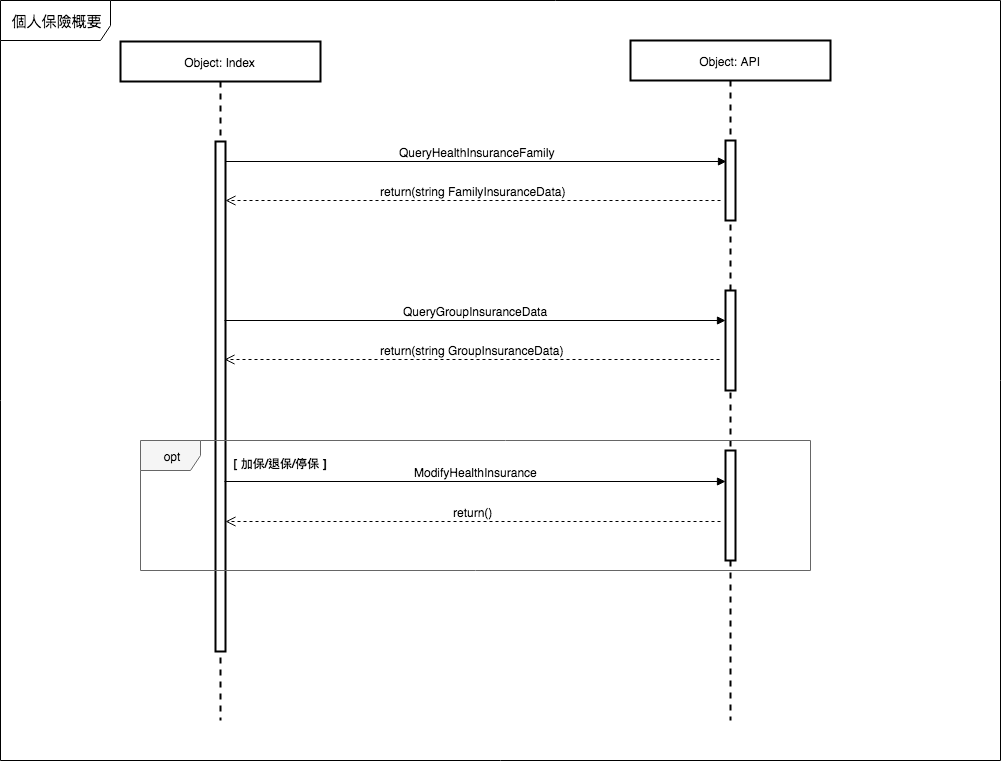 個人保險概要
Object: Index
Object: API
QueryHealthInsuranceFamily
return(string FamilyInsuranceData)
QueryGroupInsuranceData
return(string GroupInsuranceData)
opt
[ 加保/退保/停保 ]
ModifyHealthInsurance
return()